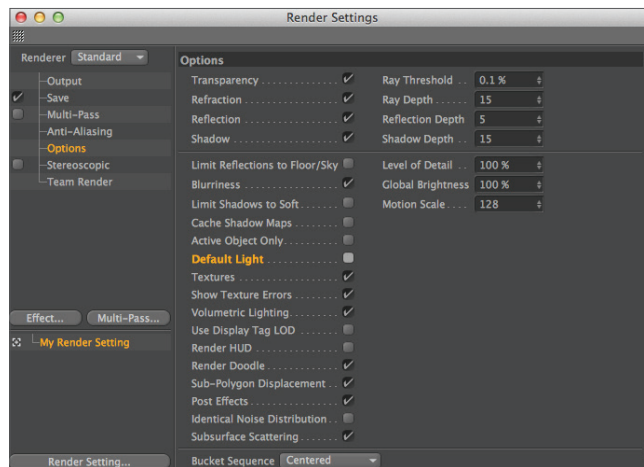 Render Settings
Renderer Standard
Output
Save
Multi-Pass
Anti-Aliasing
Options
Stereoscopic
Team Render
Effect... Multi-Pass...
My Render Setting
Render Setting...
Options
Transparency . . . . . . . . . . . . . Ray Threshold . . 0.1 %
Refraction . . . . . . . . . . . . . . . Ray Depth . . . . . 15
Reflection . . . . . . . . . . . . . . . Reflection Depth 5
Shadow . . . . . . . . . . . . . . . . . Shadow Depth . . 15
Limit Reflections to Floor/Sky Level of Detail . . 100 %
Blurriness . . . . . . . . . . . . . . . Global Brightness 100 %
Limit Shadows to Soft . . . . . . Motion Scale . . . . 128
Cache Shadow Maps . . . . . . .
Active Object Only . . . . . . . . .
Default Light . . . . . . . . . . . .
Textures . . . . . . . . . . . . . . . .
Show Texture Errors . . . . . . . .
Volumetric Lighting. . . . . . . . .
Use Display Tag LOD . . . . . . .
Render HUD . . . . . . . . . . . . .
Render Doodle . . . . . . . . . . . .
Sub-Polygon Displacement . .
Post Effects . . . . . . . . . . . . . .
Identical Noise Distribution . .
Subsurface Scattering . . . . . . .
Bucket Sequence Centered